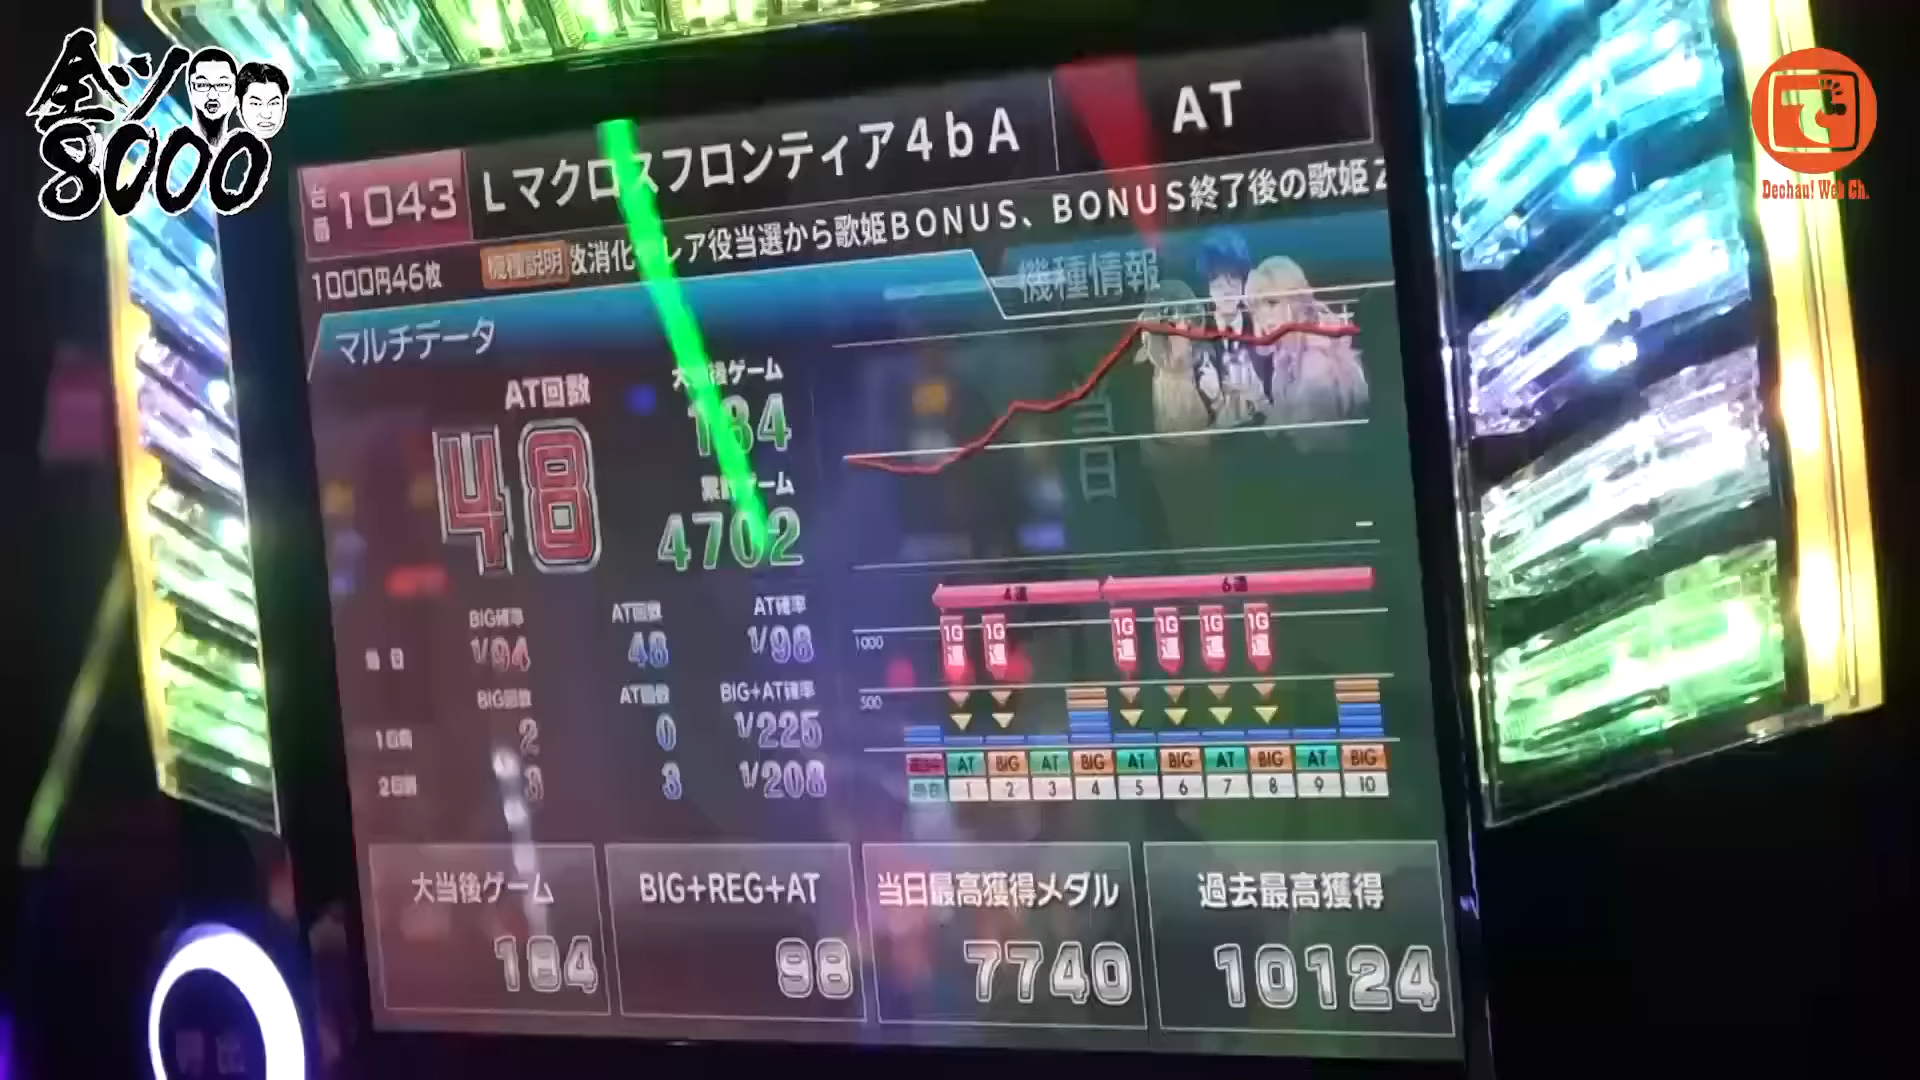 全ツ
8000
Dechau! Web Ch.
台番 1043 Lマクロスフロンティア4bA AT
1000円46枚 機種説明 レア役当選から歌姫BONUS、BONUS終了後の歌姫
マルチデータ 機種情報
AT回数 大当後ゲーム
48 184
累計ゲーム
4702
当日
BIG確率 AT回数 AT確率
1/94 48 1/98
BIG回数 AT回数 BIG+AT確率
1日前 2 0 1/225
2日前 3 3 1/208
4連 6連
1G連 1G連 1G連 1G連 1G連 1G連
1000
500
AT BIG AT BIG AT BIG AT BIG AT BIG
1 2 3 4 5 6 7 8 9 10
大当後ゲーム BIG+REG+AT 当日最高獲得メダル 過去最高獲得
184 98 7740 10124